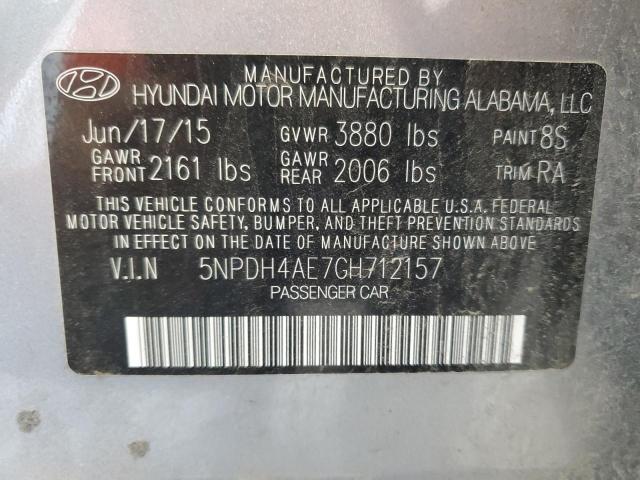 MANUFACTURED BY
HYUNDAI MOTOR MANUFACTURING ALABAMA, LLC
Jun/17/15 GVWR 3880 lbs PAINT 8S
GAWR FRONT 2161 lbs GAWR REAR 2006 lbs TRIM RA
THIS VEHICLE CONFORMS TO ALL APPLICABLE U.S.A. FEDERAL
MOTOR VEHICLE SAFETY, BUMPER, AND THEFT PREVENTION STANDARDS
IN EFFECT ON THE DATE OF MANUFACTURE SHOWN ABOVE.
V.I.N 5NPDH4AE7GH712157
PASSENGER CAR